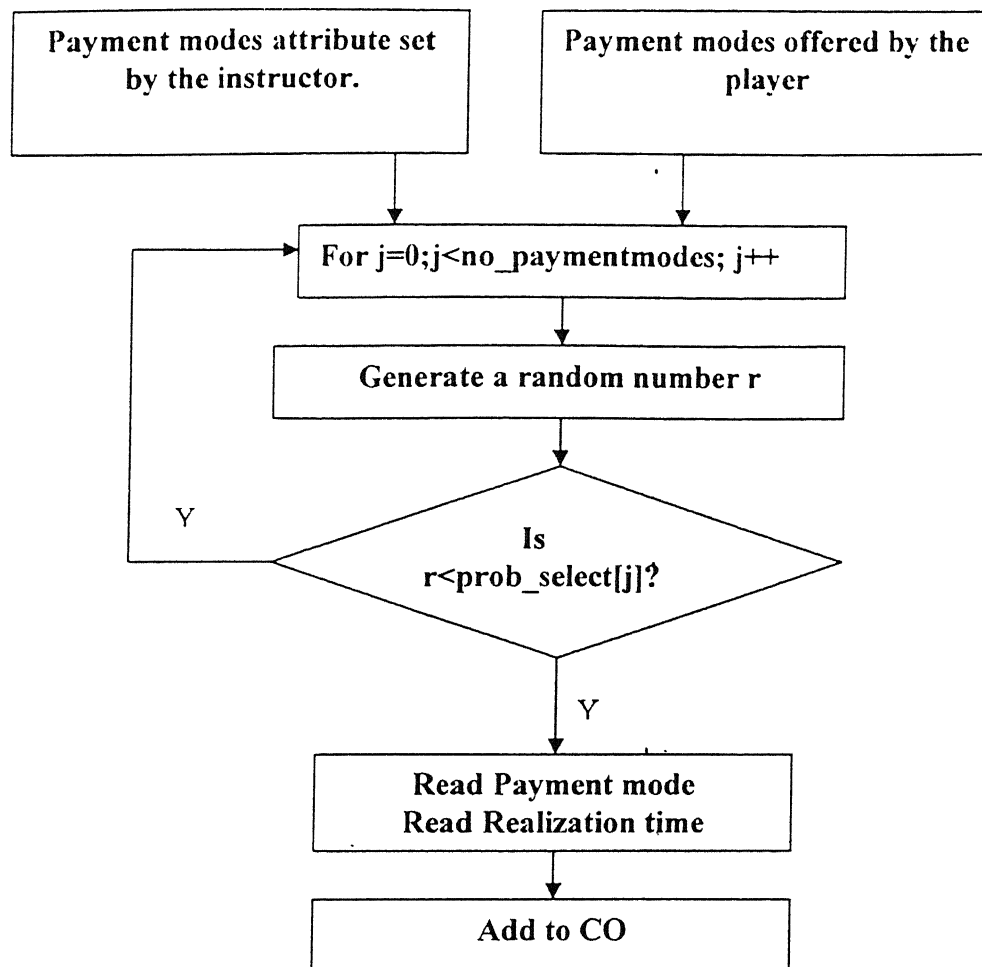 Payment modes attribute set
by the instructor.
Payment modes offered by the
player
For j=0;j<no_paymentmodes; j++
Generate a random number r
Y
Is
r<prob_select[j]?
Y
Read Payment mode
Read Realization time
Add to CO